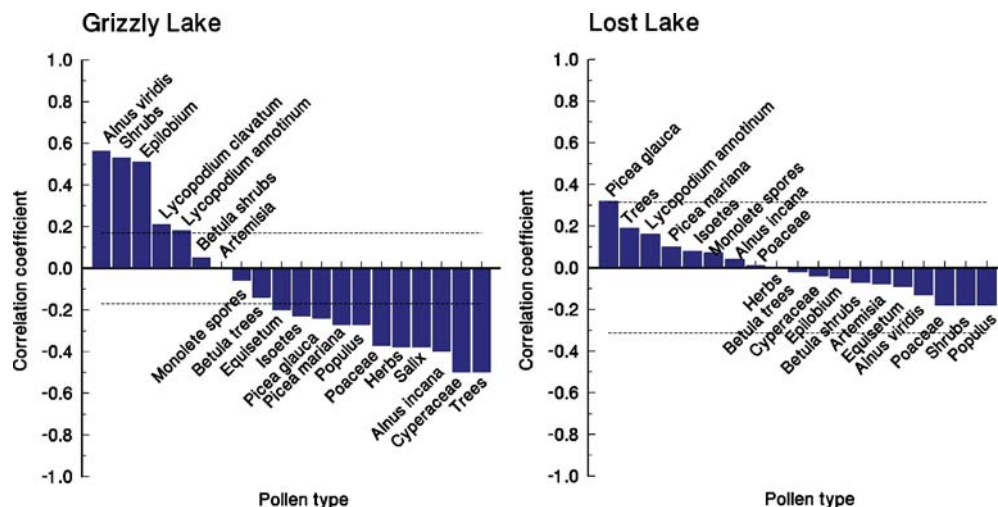 Grizzly Lake
Correlation coefficient
1.0
0.8
0.6
0.4
0.2
0.0
-0.2
-0.4
-0.6
-0.8
-1.0
Alnus viridis
Shrubs
Epilobium
Lycopodium clavatum
Lycopodium annotinum
Betula shrubs
Artemisia
Monolete spores
Betula trees
Equisetum
Isoetes
Picea glauca
Picea mariana
Populus
Poaceae
Herbs
Salix
Alnus incana
Cyperaceae
Trees
Pollen type
Lost Lake
Correlation coefficient
1.0
0.8
0.6
0.4
0.2
0.0
-0.2
-0.4
-0.6
-0.8
-1.0
Picea glauca
Trees
Lycopodium annotinum
Picea mariana
Isoetes
Monolete spores
Alnus incana
Poaceae
Herbs
Betula trees
Cyperaceae
Epilobium
Betula shrubs
Artemisia
Equisetum
Alnus viridis
Poaceae
Shrubs
Populus
Pollen type